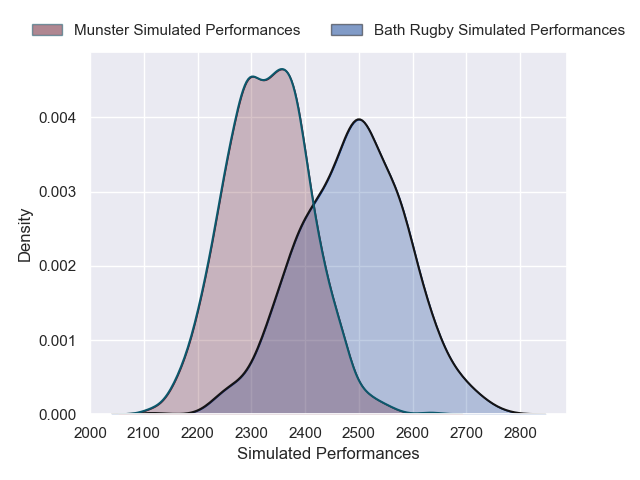 Munster Simulated Performances
Bath Rugby Simulated Performances
0.004
0.003
0.002
0.001
0.000
Density
2000 2100 2200 2300 2400 2500 2600 2700 2800
Simulated Performances